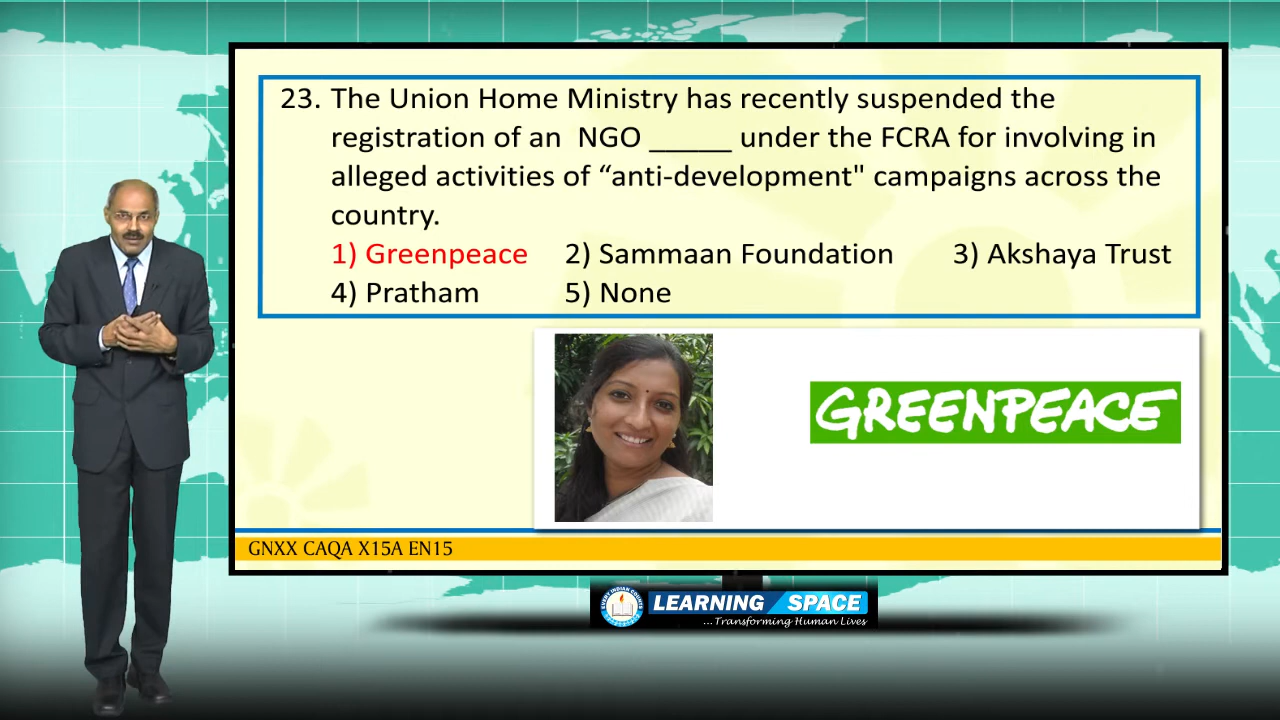 23. The Union Home Ministry has recently suspended the
registration of an NGO _____ under the FCRA for involving in
alleged activities of “anti-development" campaigns across the
country.
1) Greenpeace 2) Sammaan Foundation 3) Akshaya Trust
4) Pratham 5) None
GREENPEACE
GNXX CAQA X15A EN15
LEARNING SPACE
...Transforming Human Lives